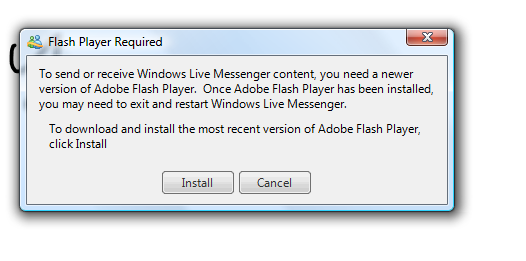 Flash Player Required
To send or receive Windows Live Messenger content, you need a newer
version of Adobe Flash Player. Once Adobe Flash Player has been installed,
you may need to exit and restart Windows Live Messenger.
To download and install the most recent version of Adobe Flash Player,
click Install
Install Cancel